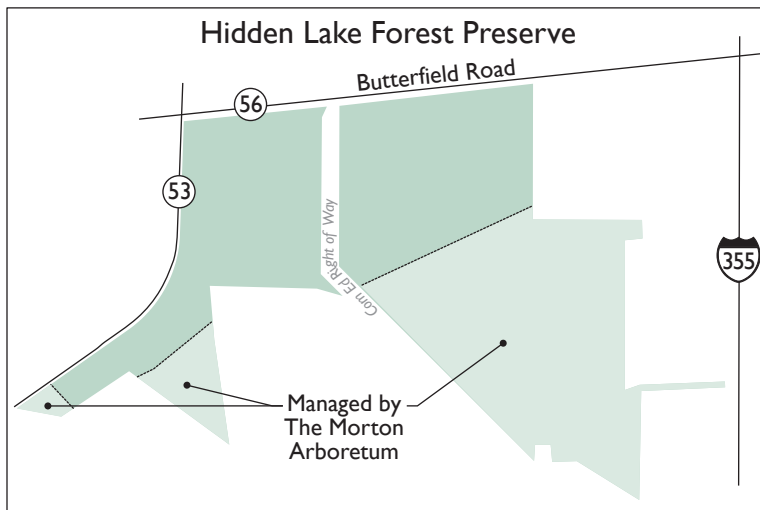 Hidden Lake Forest Preserve
Butterfield Road
56
53
Com Ed Right of Way
355
Managed by
The Morton
Arboretum